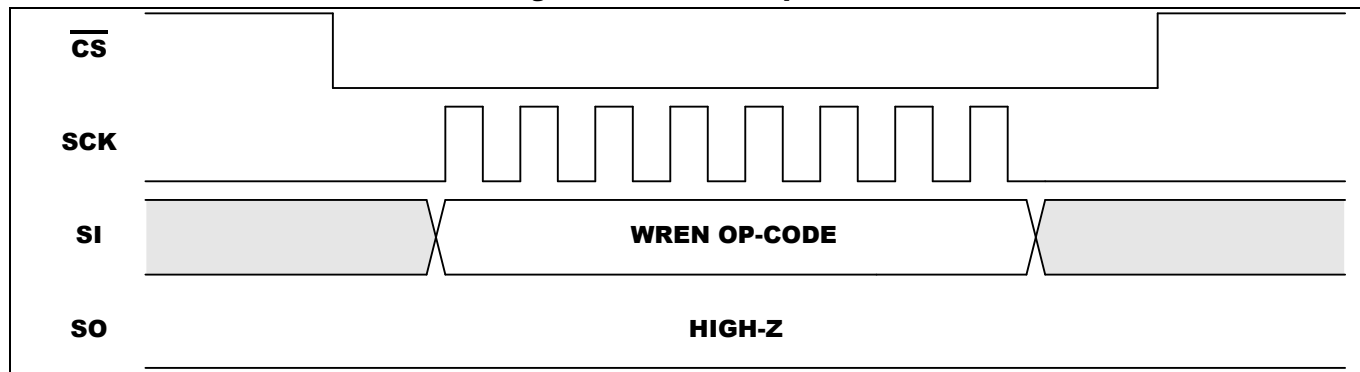 CS
SCK
SI
WREN OP-CODE
SO
HIGH-Z